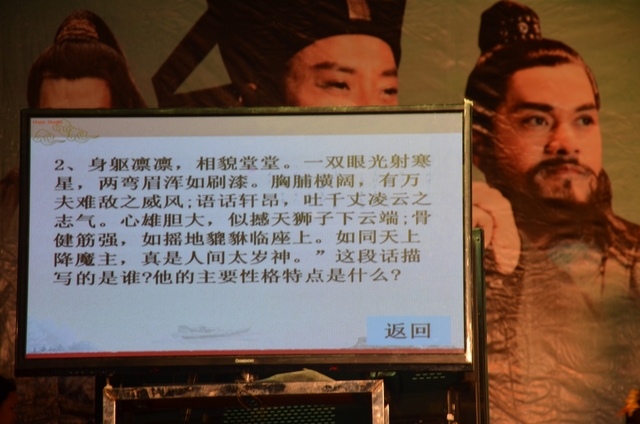 2、身躯凛凛，相貌堂堂。一双眼光射寒
星，两弯眉浑如刷漆。胸脯横阔，有万
夫难敌之威风；语话轩昂，吐千丈凌云之
志气。心雄胆大，似撼天狮子下云端；骨
健筋强，如摇地貔貅临座上。如同天上
降魔主，真是人间太岁神。”这段话描
写的是谁?他的主要性格特点是什么?
返回